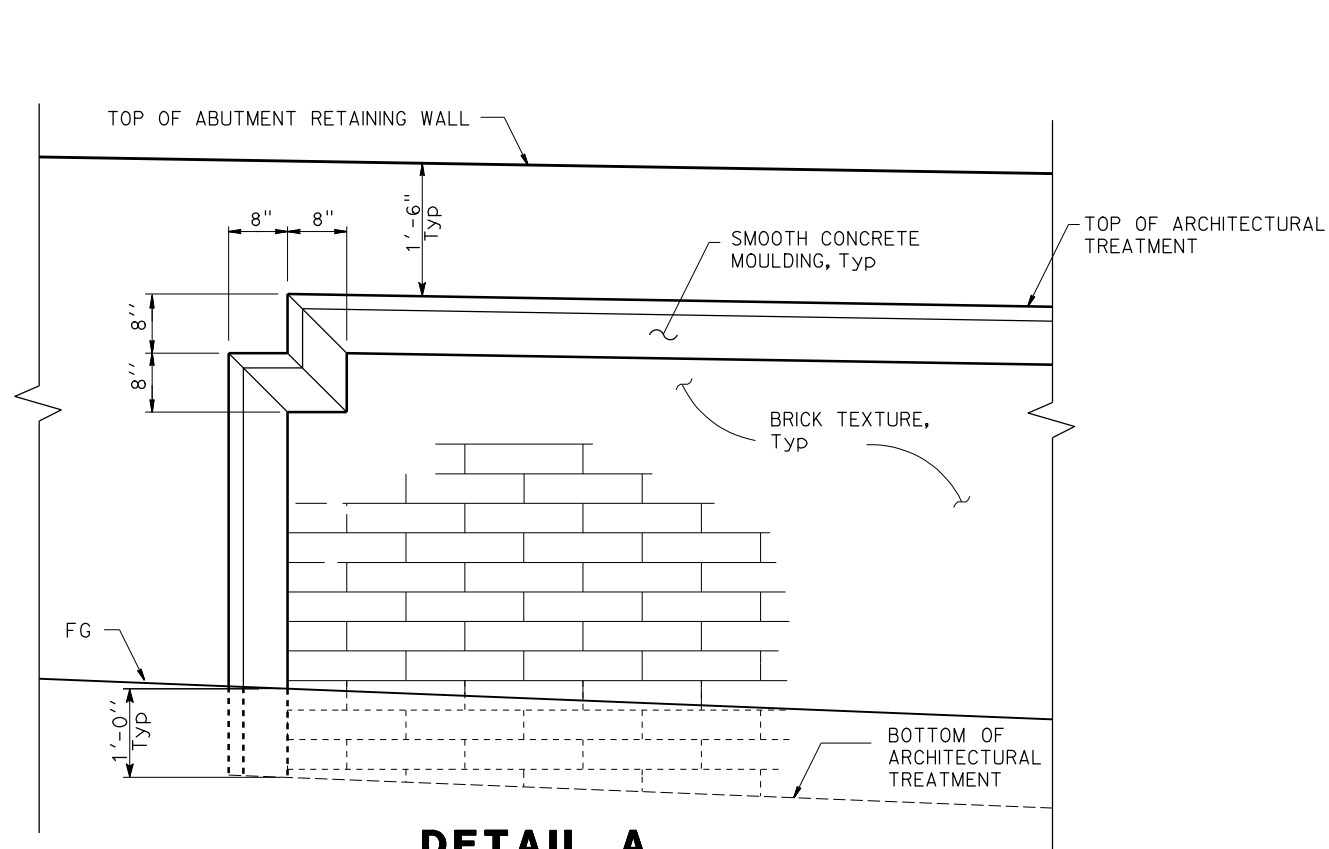 TOP OF ABUTMENT RETAINING WALL
8"
8"
1'-6"
Typ
TOP OF ARCHITECTURAL
TREATMENT
SMOOTH CONCRETE
MOULDING, Typ
8''
8''
BRICK TEXTURE,
Typ
FG
1'-0''
Typ
BOTTOM OF
ARCHITECTURAL
TREATMENT
DETAIL A